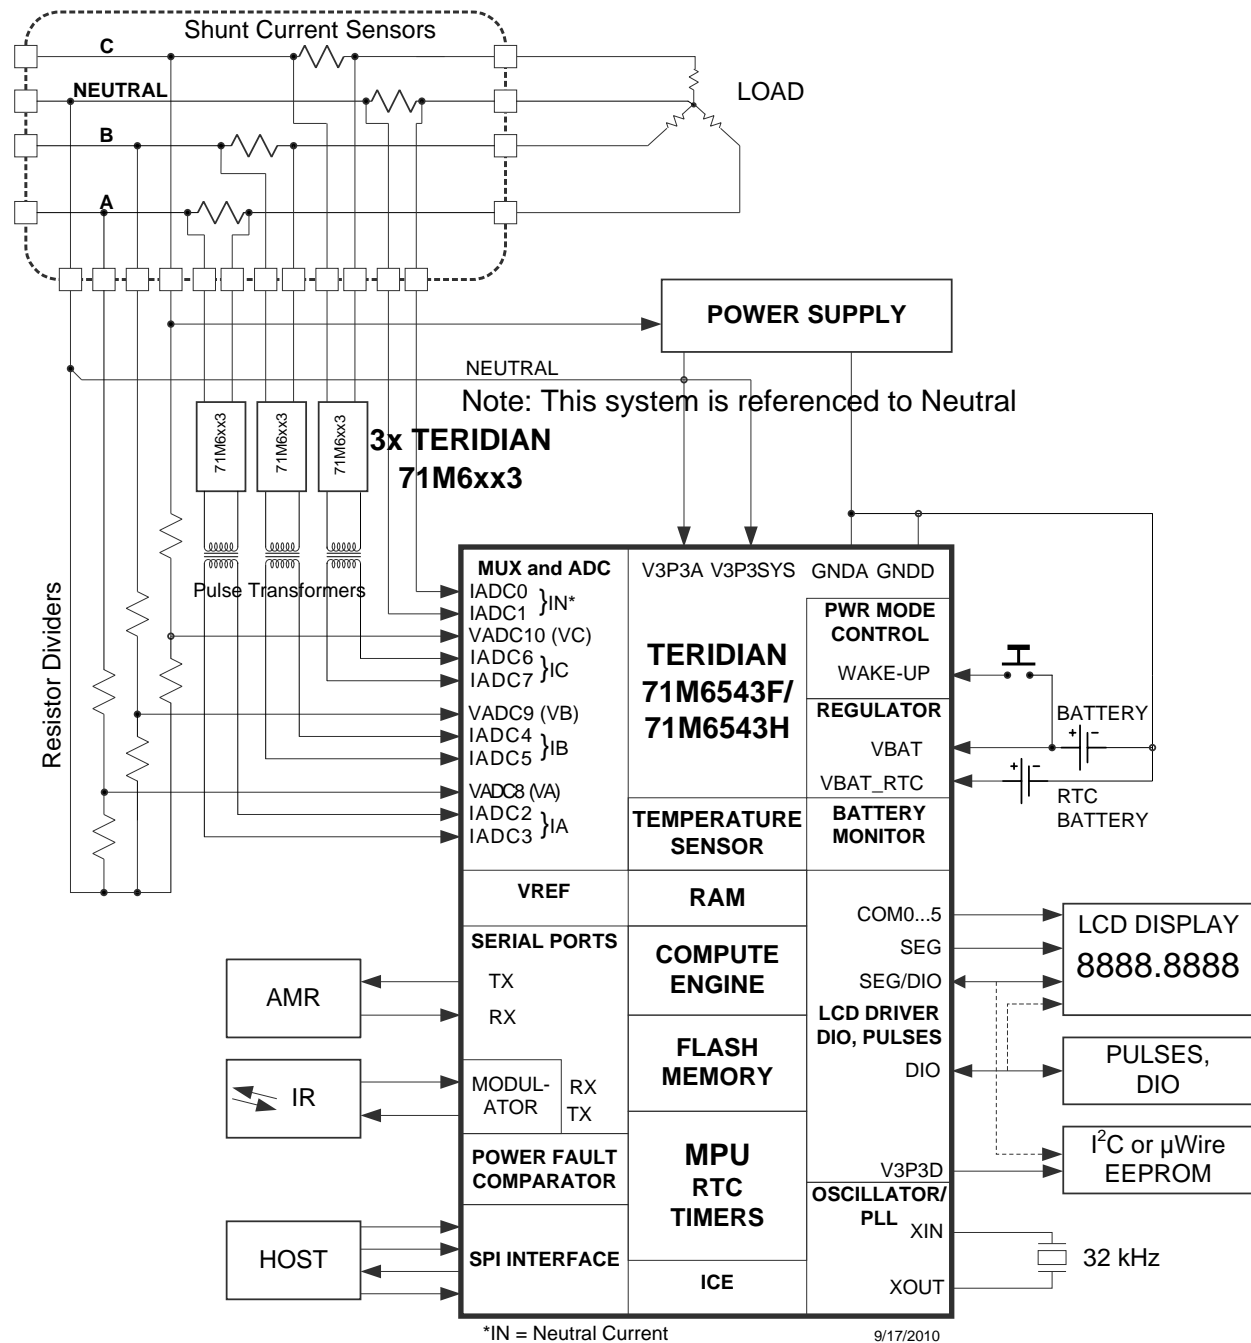 Shunt Current Sensors
C
NEUTRAL
B
A
LOAD
POWER SUPPLY
NEUTRAL
Note: This system is referenced to Neutral
71M6xx3
71M6xx3
71M6xx3
3x TERIDIAN
71M6xx3
Pulse Transformers
Resistor Dividers
MUX and ADC
IADC0
IADC1
}IN*
VADC10 (VC)
IADC6
IADC7
}IC
VADC9 (VB)
IADC4
IADC5
}IB
VADC8 (VA)
IADC2
IADC3
}IA
V3P3A V3P3SYS
GNDA GNDD
TERIDIAN
71M6543F/
71M6543H
PWR MODE
CONTROL
WAKE-UP
REGULATOR
VBAT
VBAT_RTC
BATTERY
+ -
+ -
RTC
BATTERY
TEMPERATURE
SENSOR
BATTERY
MONITOR
VREF
RAM
SERIAL PORTS
TX
RX
AMR
COMPUTE
ENGINE
COM0...5
SEG
SEG/DIO
LCD DRIVER
DIO, PULSES
DIO
LCD DISPLAY
8888.8888
FLASH
MEMORY
PULSES,
DIO
IR
MODUL-
ATOR
RX
TX
POWER FAULT
COMPARATOR
MPU
RTC
TIMERS
V3P3D
I²C or µWire
EEPROM
OSCILLATOR/
PLL
XIN
XOUT
32 kHz
HOST
SPI INTERFACE
ICE
*IN = Neutral Current
9/17/2010